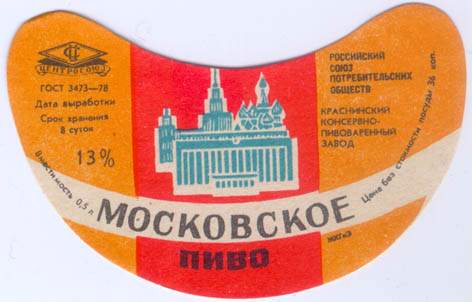 ЦЕНТРОСОЮЗ
ГОСТ 3473—78
Дата выработки
Срок хранения
8 суток
13%
Вместимость 0,5 л
РОССИЙСКИЙ
СОЮЗ
ПОТРЕБИТЕЛЬСКИХ
ОБЩЕСТВ
КРАСНИНСКИЙ
КОНСЕРВНО-
ПИВОВАРЕННЫЙ
ЗАВОД
Цена без стоимости посуды 36 коп.
МОСКОВСКОЕ
ПИВО